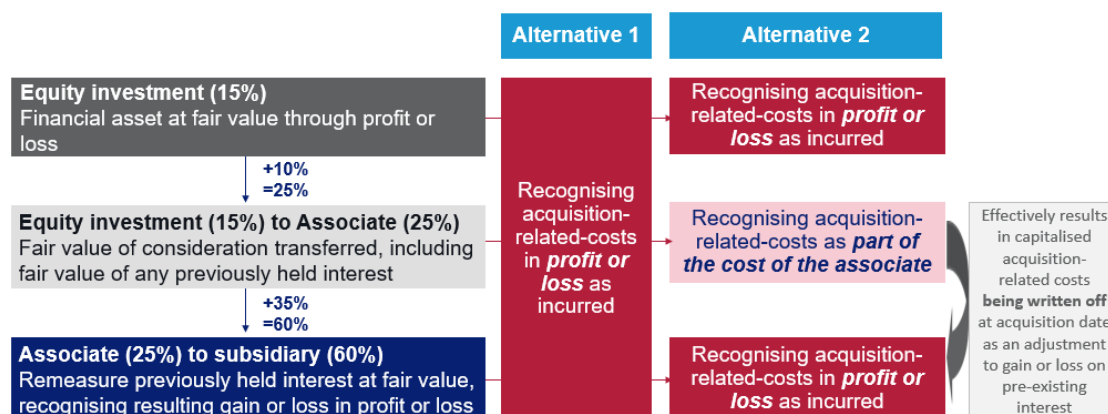 Alternative 1
Alternative 2
Equity investment (15%)
Financial asset at fair value through profit or
loss
+10%
=25%
Equity investment (15%) to Associate (25%)
Fair value of consideration transferred, including
fair value of any previously held interest
+35%
=60%
Associate (25%) to subsidiary (60%)
Remeasure previously held interest at fair value,
recognising resulting gain or loss in profit or loss
Recognising
acquisition-
related-costs
in profit or
loss as
incurred
Recognising acquisition-
related-costs in profit or
loss as incurred
Recognising acquisition-
related-costs as part of
the cost of the associate
Recognising acquisition-
related-costs in profit or
loss as incurred
Effectively results
in capitalised
acquisition-
related costs
being written off
at acquisition date
as an adjustment
to gain or loss on
pre-existing
interest